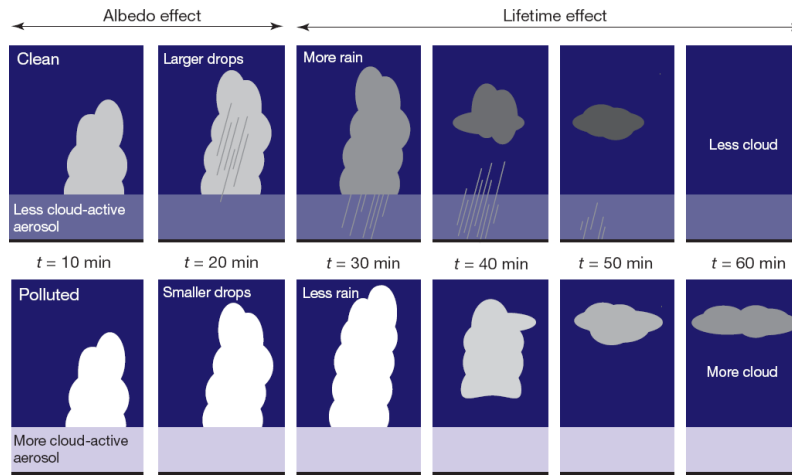 Albedo effect
Lifetime effect
Clean
Larger drops
More rain
Less cloud
Less cloud-active
aerosol
t = 10 min
t = 20 min
t = 30 min
t = 40 min
t = 50 min
t = 60 min
Polluted
Smaller drops
Less rain
More cloud
More cloud-active
aerosol